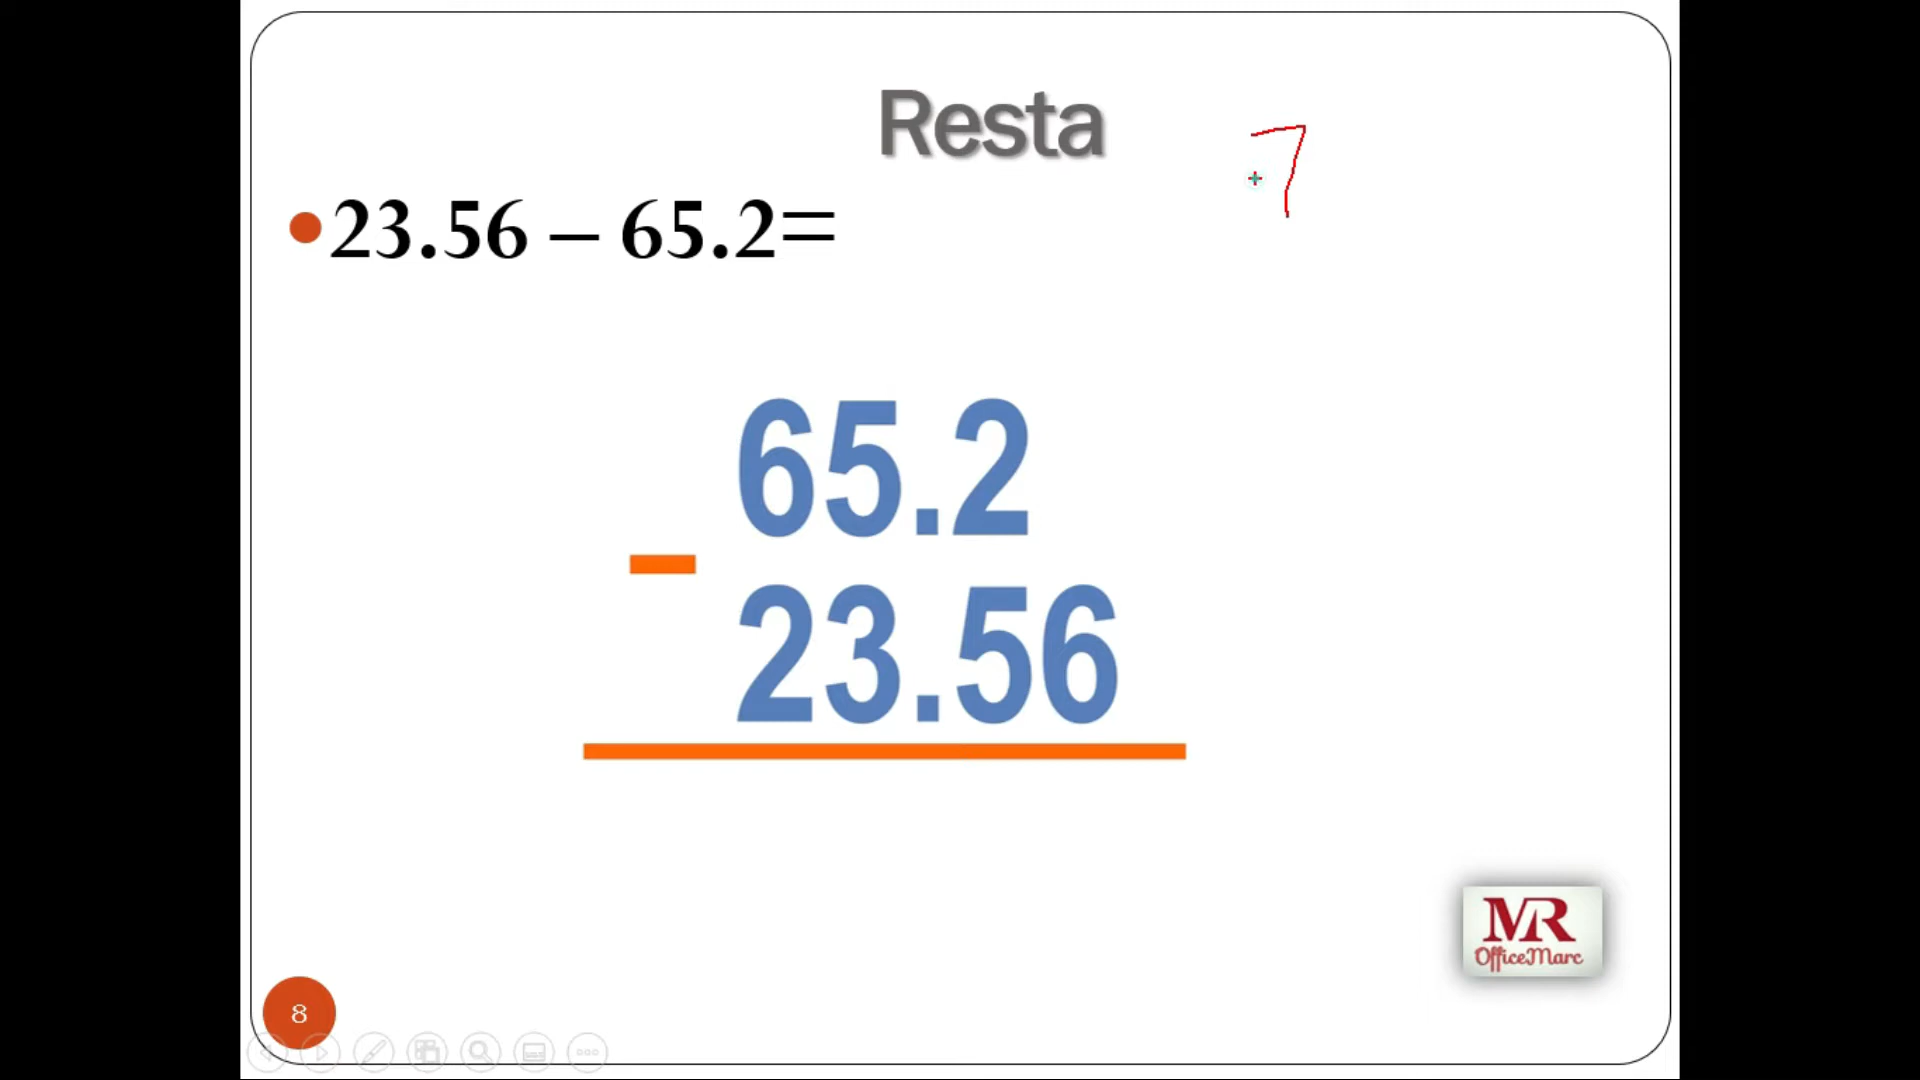 Resta
7
23.56 – 65.2=
65.2
–
23.56
MR
OfficeMarc
8